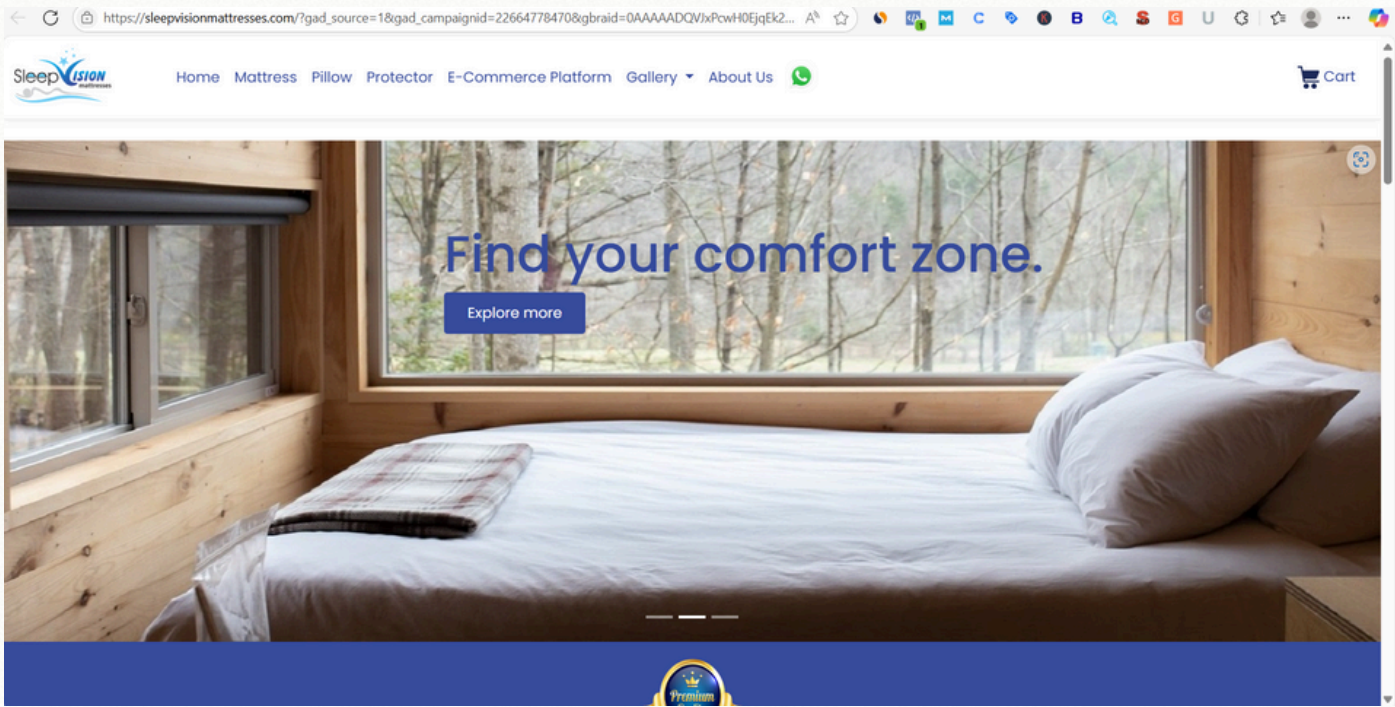 https://sleepvisionmattresses.com/?gad_source=1&gad_campaignid=22664778470&gbraid=0AAAAADQVJxPcwH0EjqEk2...
Sleep VISION
mattresses
Home Mattress Pillow Protector E-Commerce Platform Gallery About Us
Cart
Find your comfort zone.
Explore more
Premium